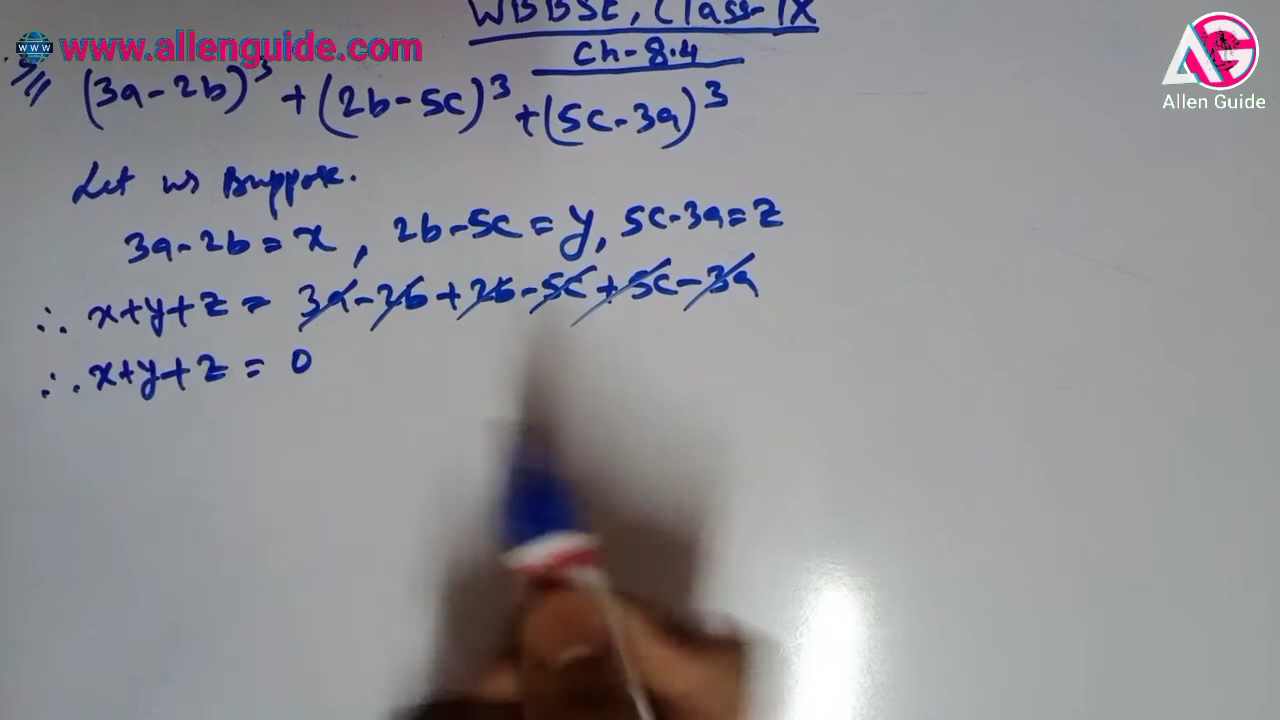 WBBSE, Class-IX
Ch-8.4
www.allenguide.com
AG
Allen Guide
(3a-2b)³ + (2b-5c)³ + (5c-3a)³
Let us suppose.
3a-2b = x, 2b-5c = y, 5c-3a = z
∴ x+y+z = 3a-2b+2b-5c+5c-3a
∴ x+y+z = 0